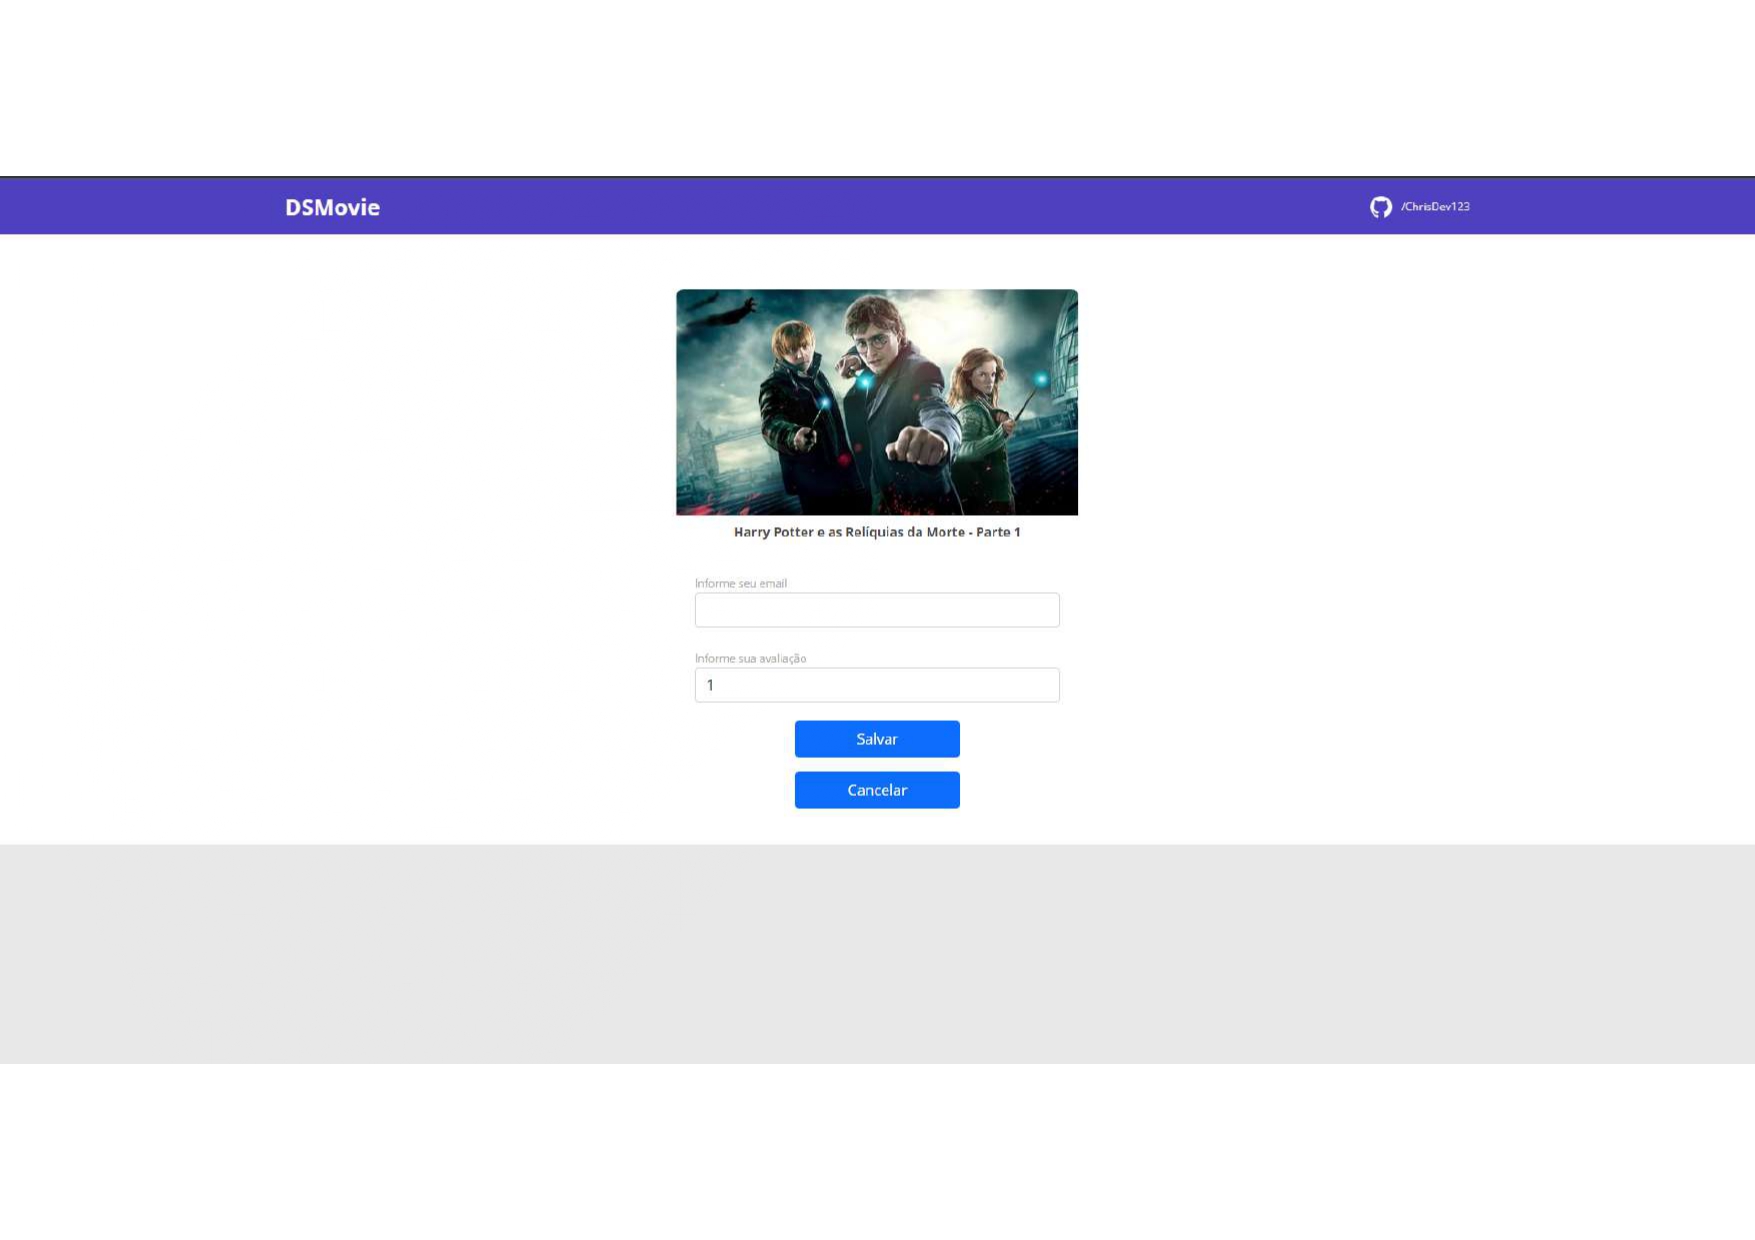 DSMovie
/ChrisDev123
Harry Potter e as Relíquias da Morte - Parte 1
Informe seu email
Informe sua avaliação
1
Salvar
Cancelar